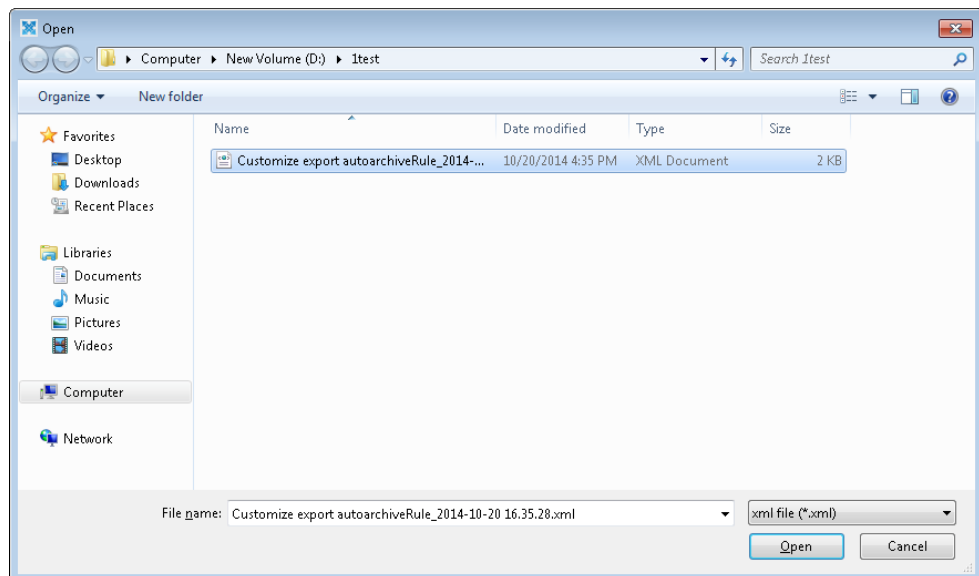 Open
Computer New Volume (D:) 1test Search 1test
Organize New folder
Name Date modified Type Size
Customize export autoarchiveRule_2014-... 10/20/2014 4:35 PM XML Document 2 KB
Favorites
Desktop
Downloads
Recent Places
Libraries
Documents
Music
Pictures
Videos
Computer
Network
File name: Customize export autoarchiveRule_2014-10-20 16.35.28.xml xml file (*.xml)
Open Cancel